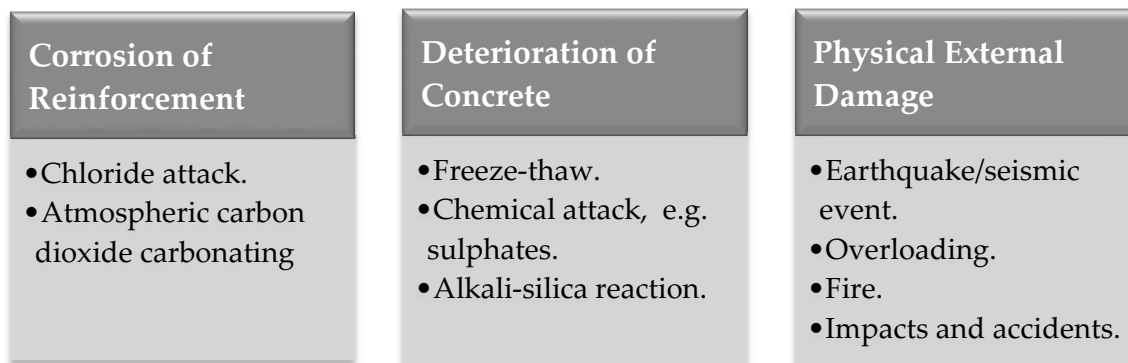 Corrosion of
Reinforcement
•Chloride attack.
•Atmospheric carbon
dioxide carbonating
Deterioration of
Concrete
•Freeze-thaw.
•Chemical attack, e.g.
sulphates.
•Alkali-silica reaction.
Physical External
Damage
•Earthquake/seismic
event.
•Overloading.
•Fire.
•Impacts and accidents.